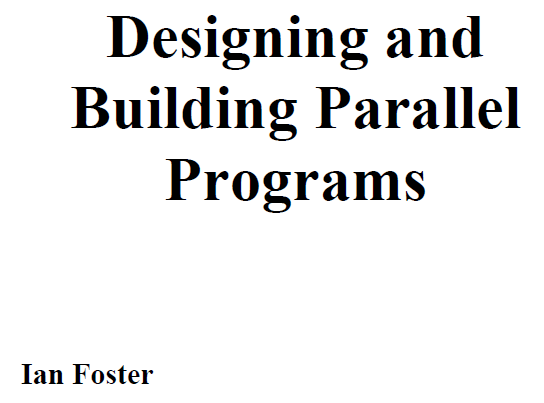 Designing and
Building Parallel
Programs
Ian Foster